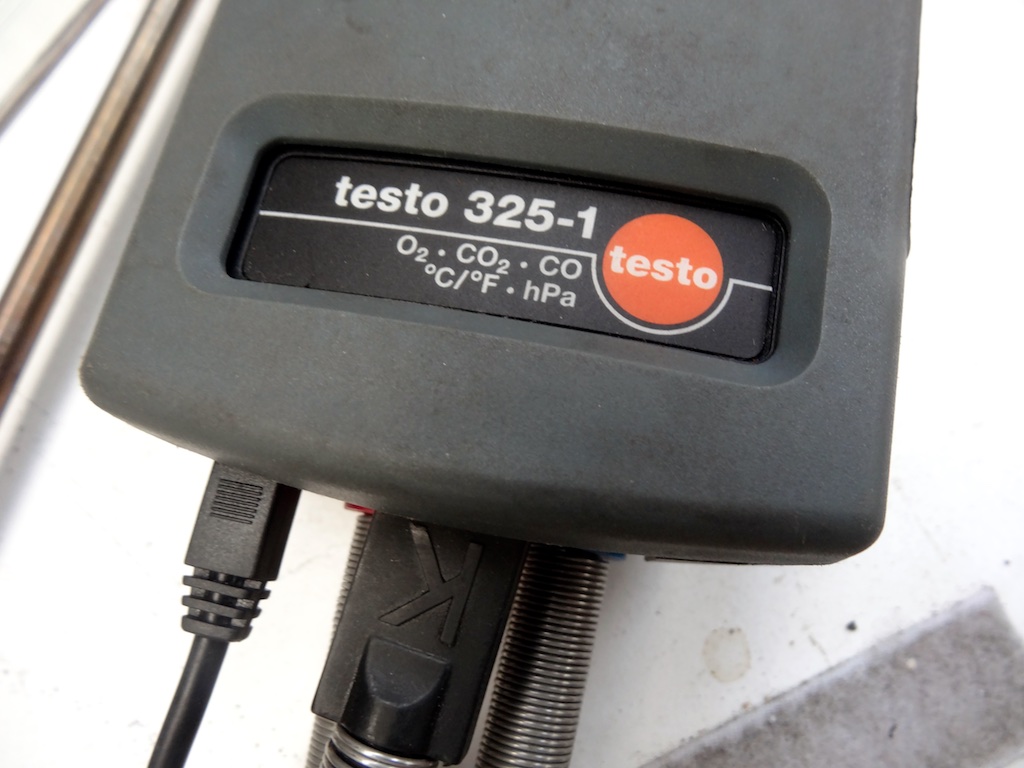 testo 325-1
O₂ · CO₂ · CO
°C/°F · hPa
testo
K